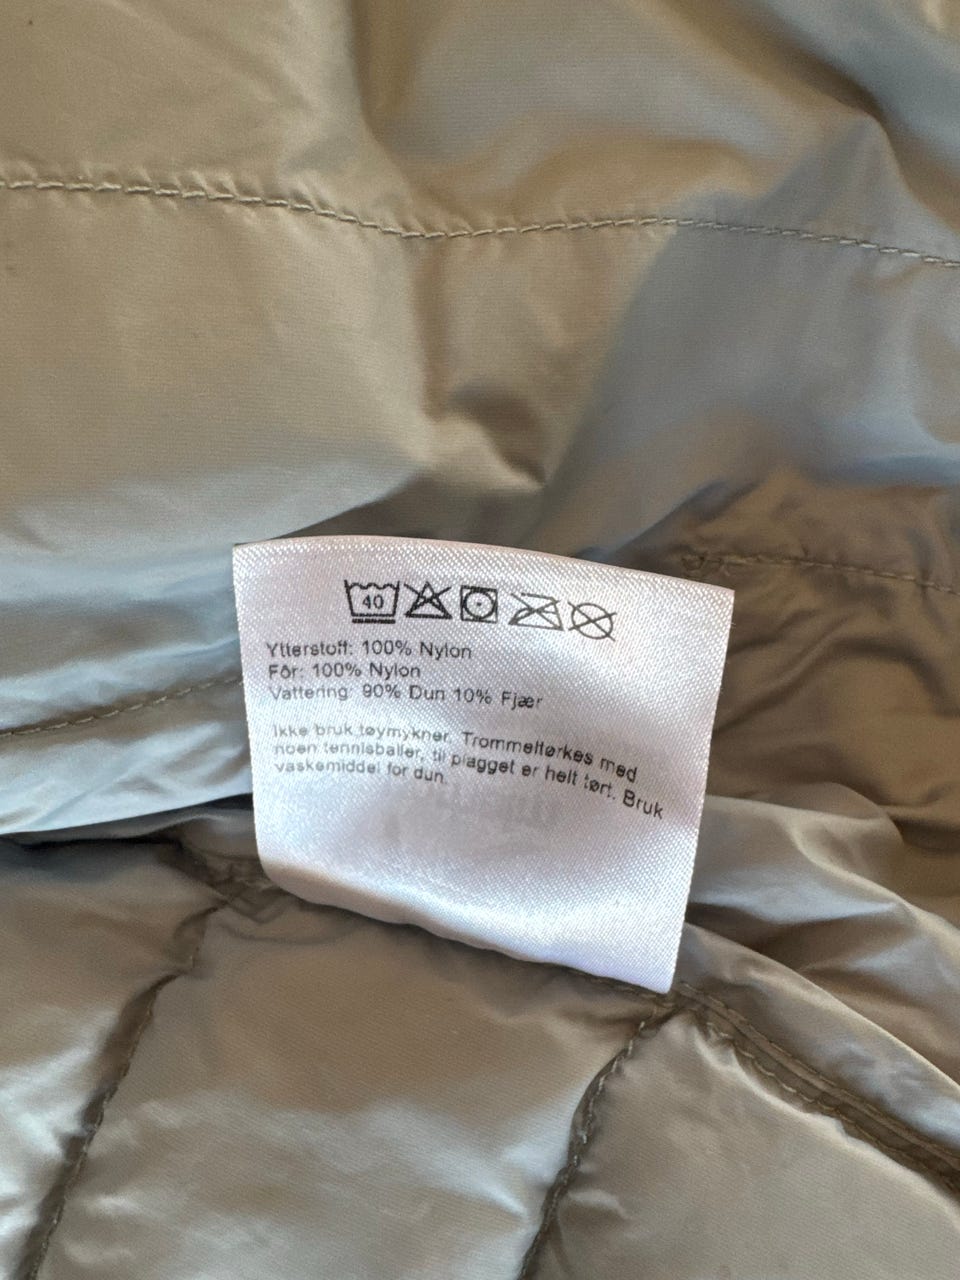 40
Ytterstoff: 100% Nylon
Fôr: 100% Nylon
Vattering: 90% Dun 10% Fjær
Ikke bruk tøymykner. Trommeltørkes med
noen tennisballer, til plagget er helt tørt. Bruk
vaskemiddel for dun.